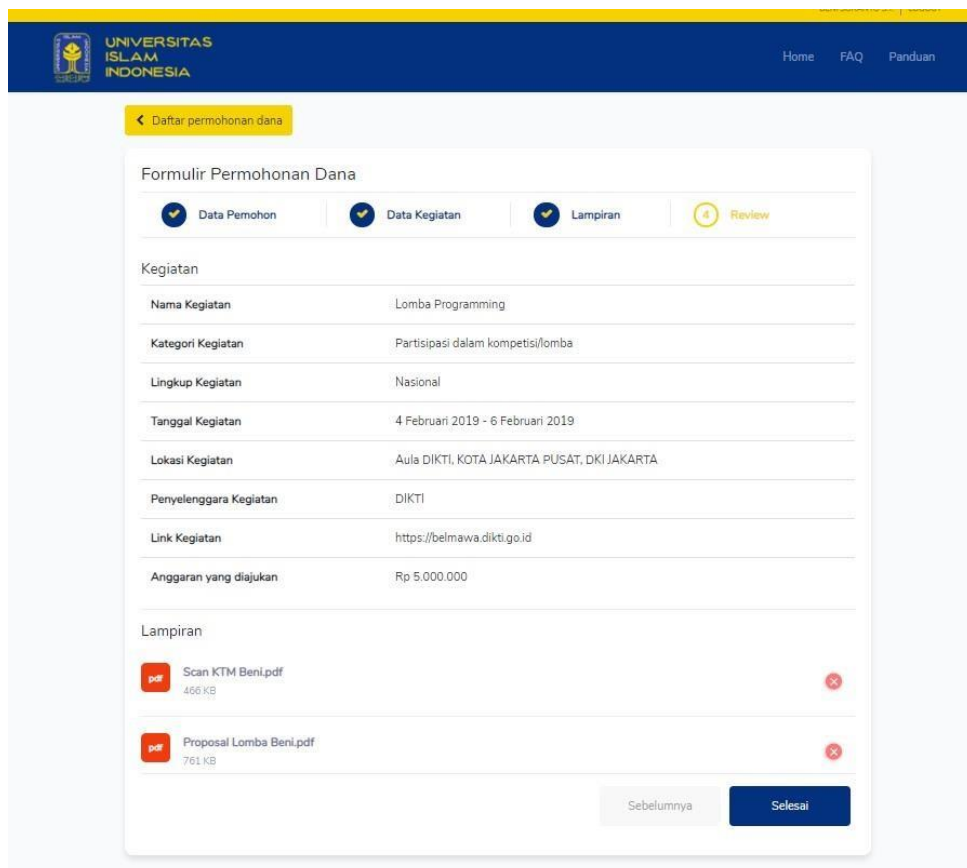 UNIVERSITAS
ISLAM
INDONESIA
Home FAQ Panduan
Daftar permohonan dana
Formulir Permohonan Dana
Data Pemohon Data Kegiatan Lampiran 4 Review
Kegiatan
Nama Kegiatan Lomba Programming
Kategori Kegiatan Partisipasi dalam kompetisi/lomba
Lingkup Kegiatan Nasional
Tanggal Kegiatan 4 Februari 2019 - 6 Februari 2019
Lokasi Kegiatan Aula DIKTI, KOTA JAKARTA PUSAT, DKI JAKARTA
Penyelenggara Kegiatan DIKTI
Link Kegiatan https://belmawa.dikti.go.id
Anggaran yang diajukan Rp 5.000.000
Lampiran
pdf Scan KTM Beni.pdf
466 KB
pdf Proposal Lomba Beni.pdf
761 KB
Sebelumnya Selesai